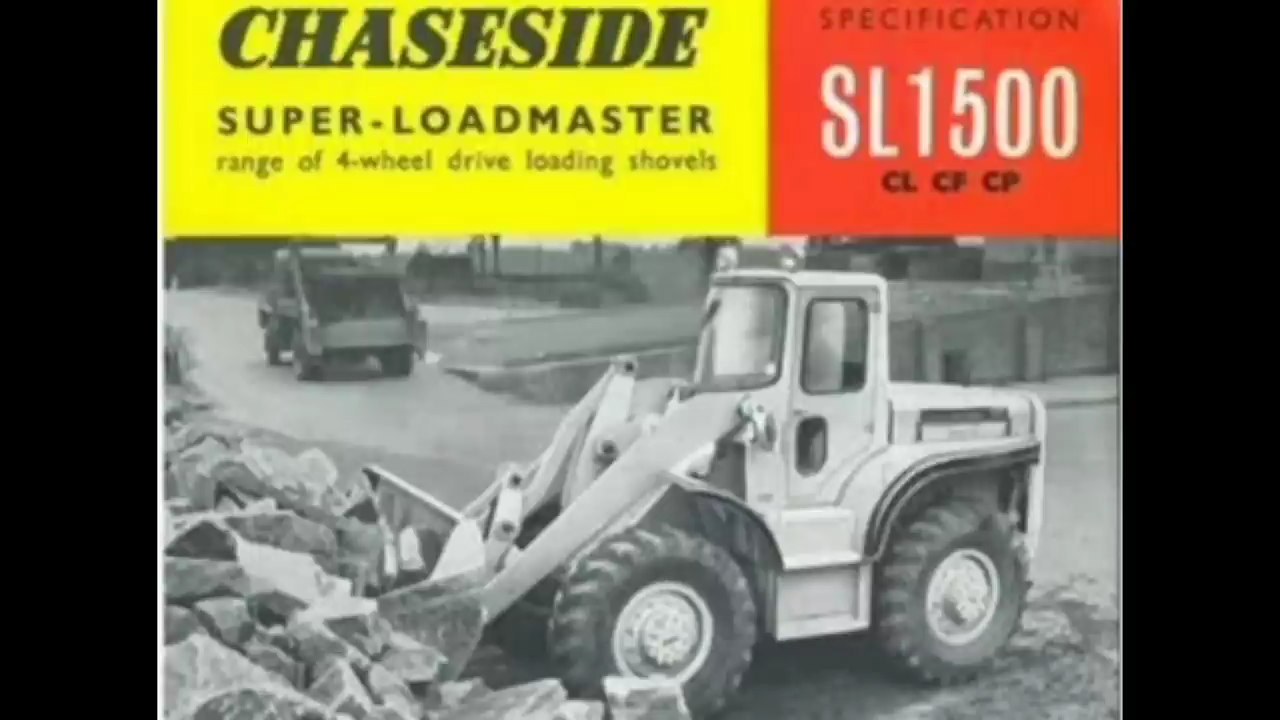 CHASESIDE
SUPER-LOADMASTER
range of 4-wheel drive loading shovels
SPECIFICATION
SL1500
CL CF CP